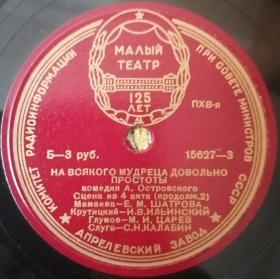 КОМИТЕТ РАДИОИНФОРМАЦИИ
ПРИ СОВЕТЕ МИНИСТРОВ СССР
МАЛЫЙ
ТЕАТР
125
ЛЕТ
ПХВ-я
Б—3 руб.
15627—3
НА ВСЯКОГО МУДРЕЦА ДОВОЛЬНО
ПРОСТОТЫ
комедия А. Островского
Сцена из 4 акта (продолж.2)
Мамаева—Е. М. ШАТРОВА
Крутицкий—И.В.ИЛЬИНСКИЙ
Глумов—М. И. ЦАРЕВ
Слуга—С.Н.КАЛАБИН
АПРЕЛЕВСКИЙ ЗАВОД